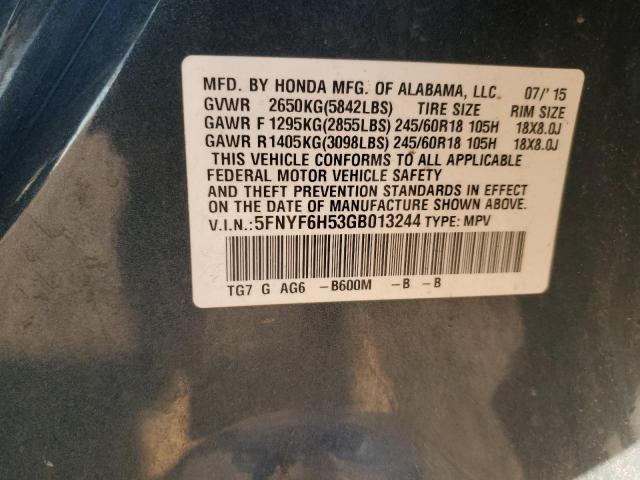 MFD. BY HONDA MFG. OF ALABAMA, LLC. 07/'15
GVWR 2650KG(5842LBS) TIRE SIZE RIM SIZE
GAWR F 1295KG(2855LBS) 245/60R18 105H 18X8.0J
GAWR R1405KG(3098LBS) 245/60R18 105H 18X8.0J
THIS VEHICLE CONFORMS TO ALL APPLICABLE
FEDERAL MOTOR VEHICLE SAFETY
AND THEFT PREVENTION STANDARDS IN EFFECT
ON THE DATE OF MANUFACTURE SHOWN ABOVE.
V.I.N.:5FNYF6H53GB013244 TYPE: MPV
TG7 G AG6 -B600M -B -B